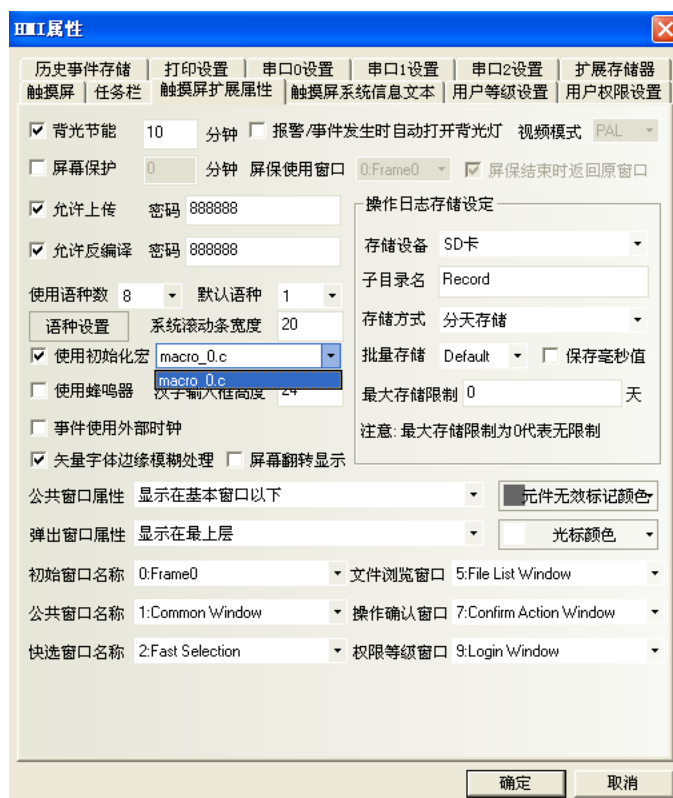 HMI属性
历史事件存储 打印设置 串口0设置 串口1设置 串口2设置 扩展存储器
触摸屏 任务栏 触摸屏扩展属性 触摸屏系统信息文本 用户等级设置 用户权限设置
背光节能 10 分钟 报警/事件发生时自动打开背光灯 视频模式 PAL
屏幕保护 0 分钟 屏保使用窗口 0:Frame0 屏保结束时返回原窗口
允许上传 密码 888888
允许反编译 密码 888888
使用语种数 8 默认语种 1
语种设置 系统滚动条宽度 20
使用初始化宏 macro_0.c
macro_0.c
使用蜂鸣器 汉字输入框高度 24
事件使用外部时钟
矢量字体边缘模糊处理 屏幕翻转显示
操作日志存储设定
存储设备 SD卡
子目录名 Record
存储方式 分天存储
批量存储 Default 保存毫秒值
最大存储限制 0 天
注意: 最大存储限制为0代表无限制
公共窗口属性 显示在基本窗口以下 元件无效标记颜色
弹出窗口属性 显示在最上层 光标颜色
初始窗口名称 0:Frame0 文件浏览窗口 5:File List Window
公共窗口名称 1:Common Window 操作确认窗口 7:Confirm Action Window
快选窗口名称 2:Fast Selection 权限等级窗口 9:Login Window
确定 取消